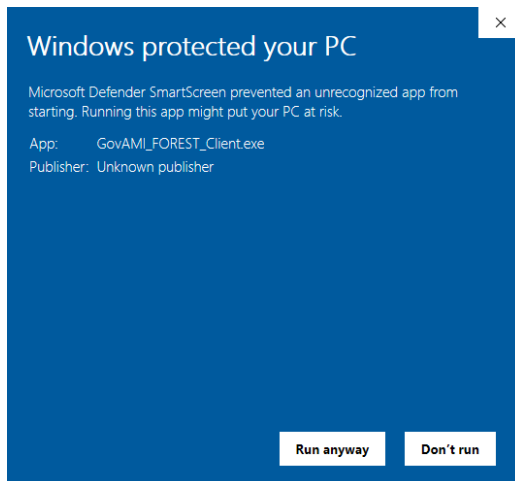 Windows protected your PC
Microsoft Defender SmartScreen prevented an unrecognized app from
starting. Running this app might put your PC at risk.
App: GovAMI_FOREST_Client.exe
Publisher: Unknown publisher
Run anyway Don't run